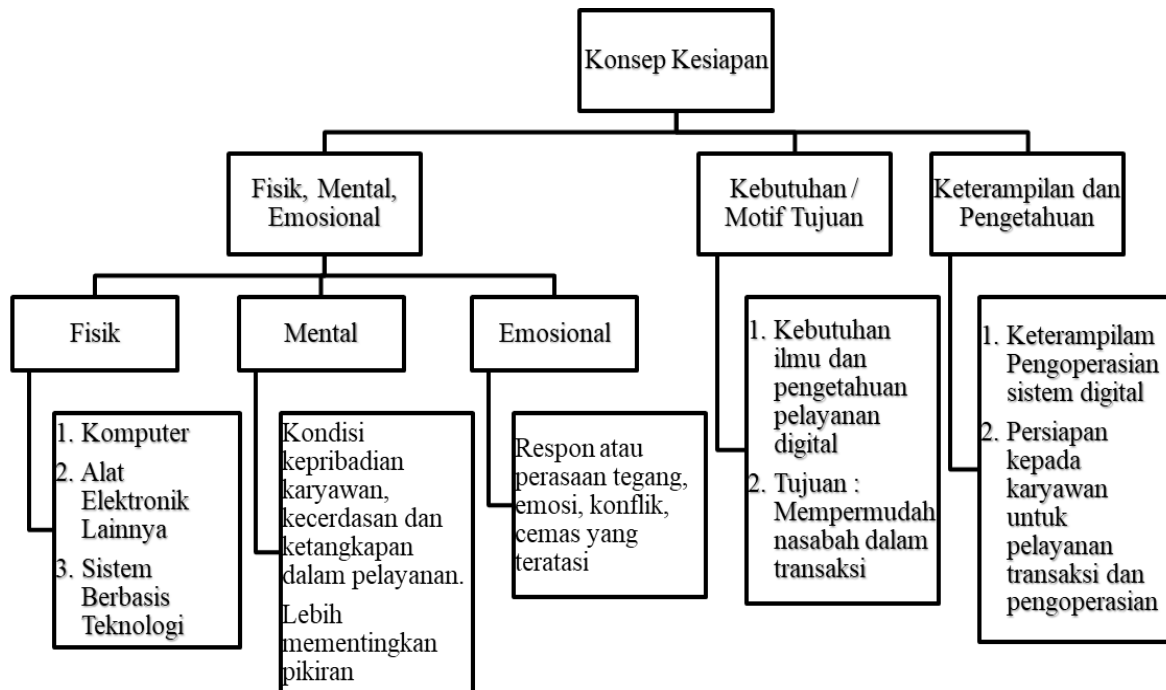 Konsep Kesiapan
Fisik, Mental,
Emosional
Kebutuhan /
Motif Tujuan
Keterampilan dan
Pengetahuan
Fisik
Mental
Emosional
1. Komputer
2. Alat
Elektronik
Lainnya
3. Sistem
Berbasis
Teknologi
Kondisi
kepribadian
karyawan,
kecerdasan dan
ketangkapan
dalam pelayanan.
Lebih
mementingkan
pikiran
Respon atau
perasaan tegang,
emosi, konflik,
cemas yang
teratasi
1. Kebutuhan
ilmu dan
pengetahuan
pelayanan
digital
2. Tujuan :
Mempermudah
nasabah dalam
transaksi
1. Keterampilam
Pengoperasian
sistem digital
2. Persiapan
kepada
karyawan
untuk
pelayanan
transaksi dan
pengoperasian